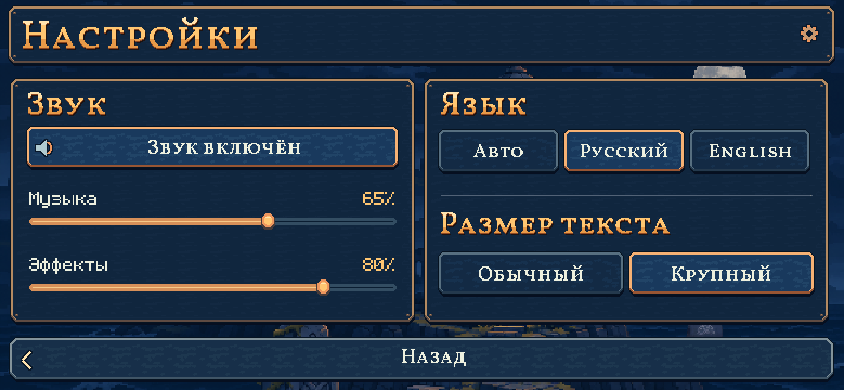 Настройки
Звук
Звук включён
Музыка 65%
Эффекты 80%
Язык
Авто Русский English
Размер текста
Обычный Крупный
Назад